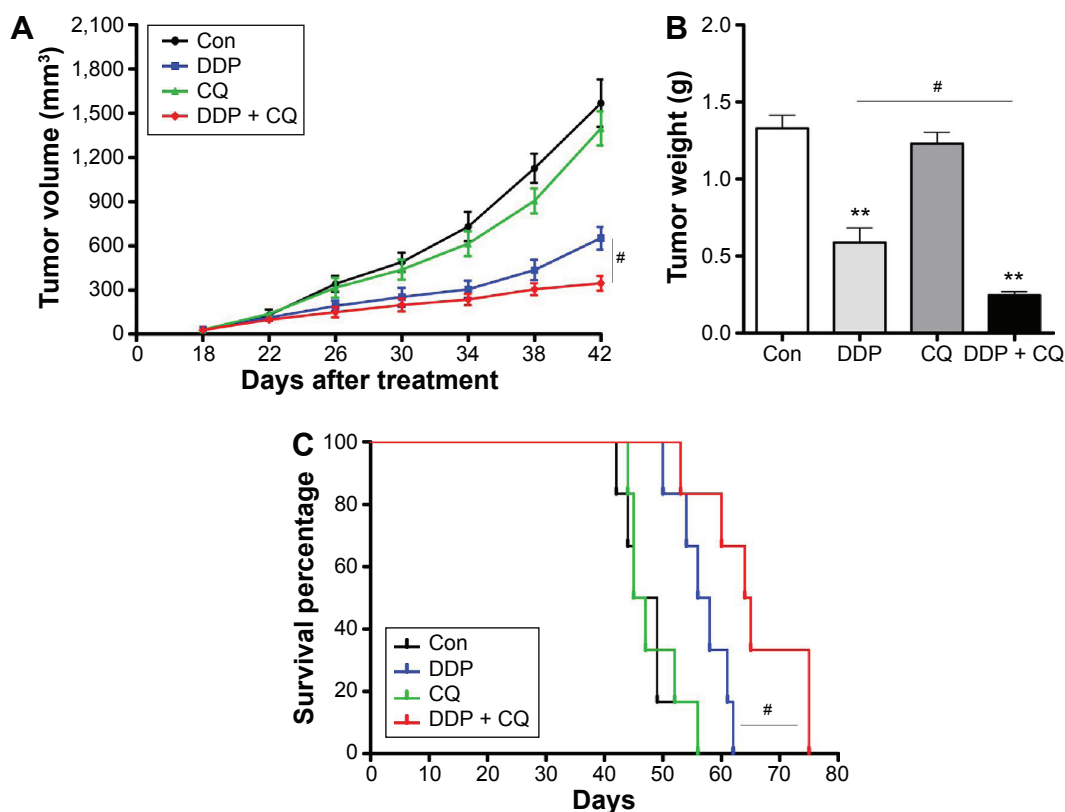 A
Tumor volume (mm³)
2,100
1,800
1,500
1,200
900
600
300
0
Con
DDP
CQ
DDP + CQ
#
0 18 22 26 30 34 38 42
Days after treatment
B
Tumor weight (g)
2.0
1.5
1.0
0.5
0.0
#
**
**
Con DDP CQ DDP + CQ
C
Survival percentage
100
80
60
40
20
0
Con
DDP
CQ
DDP + CQ
#
0 10 20 30 40 50 60 70 80
Days